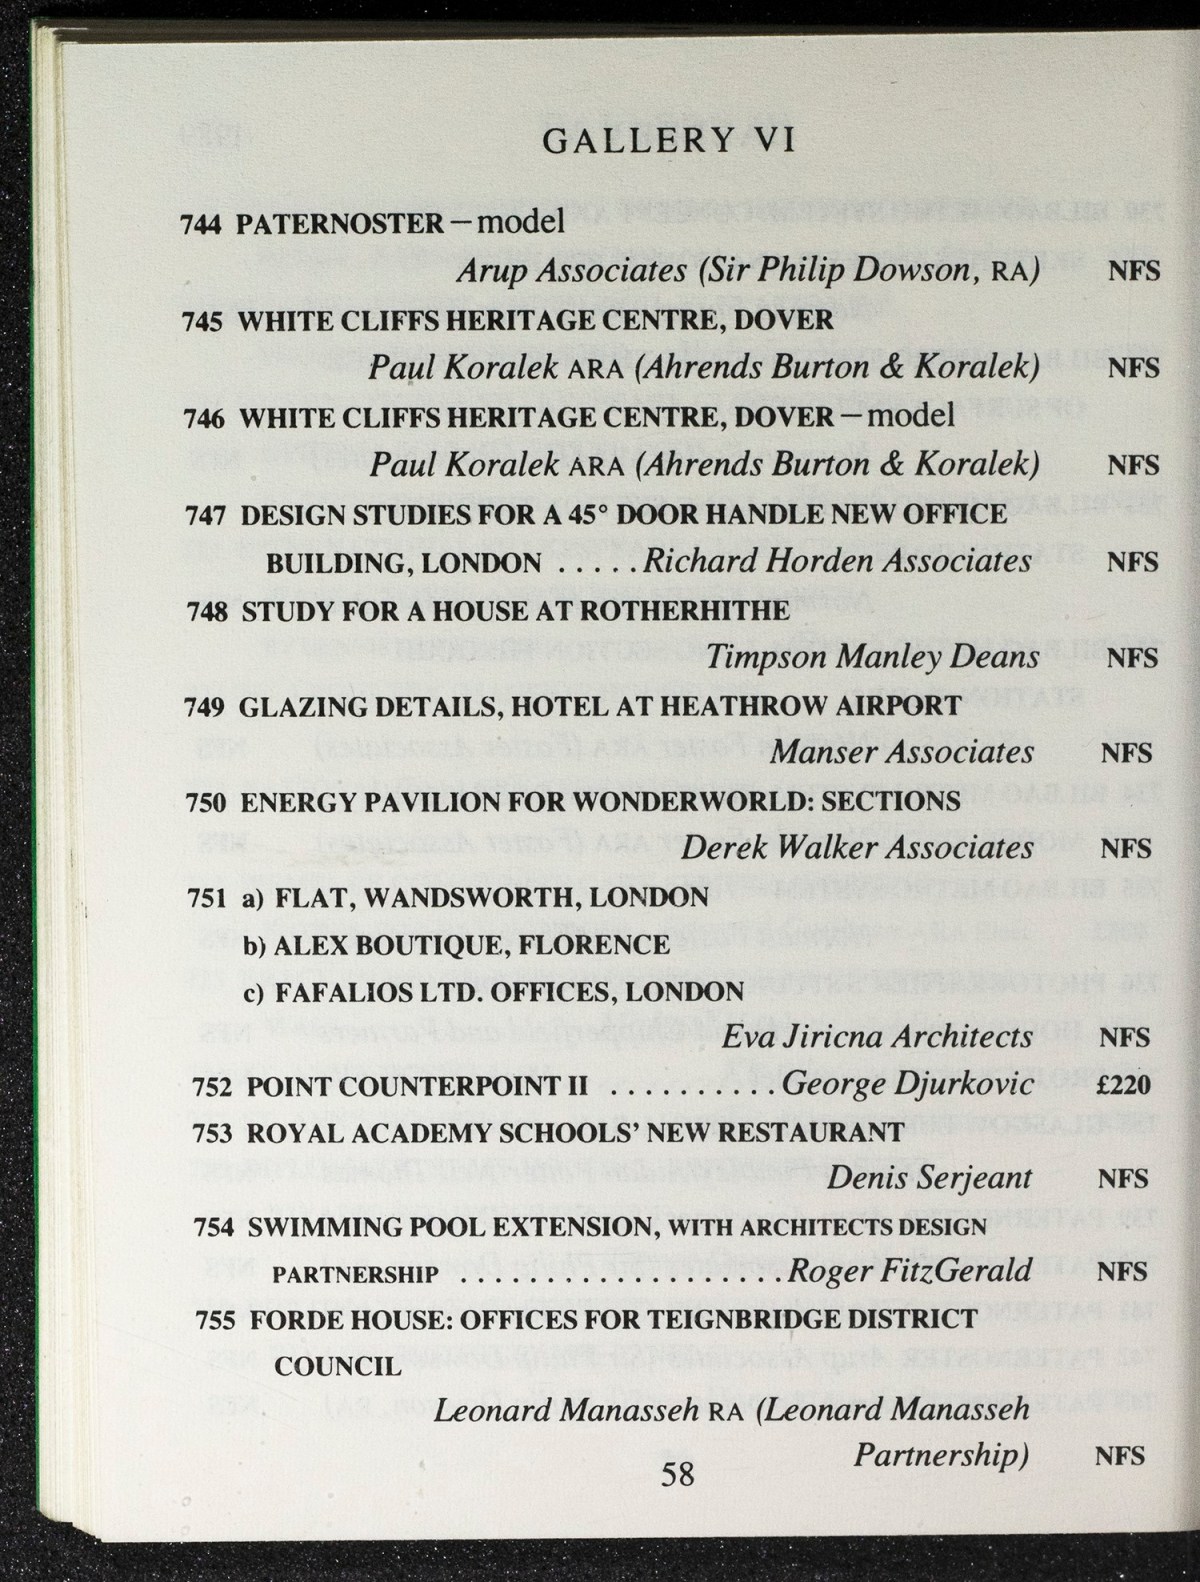 GALLERY VI
744 PATERNOSTER — model
Arup Associates (Sir Philip Dowson, RA) NFS
745 WHITE CLIFFS HERITAGE CENTRE, DOVER
Paul Koralek ARA (Ahrends Burton & Koralek) NFS
746 WHITE CLIFFS HERITAGE CENTRE, DOVER — model
Paul Koralek ARA (Ahrends Burton & Koralek) NFS
747 DESIGN STUDIES FOR A 45° DOOR HANDLE NEW OFFICE
BUILDING, LONDON . . . . . Richard Horden Associates NFS
748 STUDY FOR A HOUSE AT ROTHERHITHE
Timpson Manley Deans NFS
749 GLAZING DETAILS, HOTEL AT HEATHROW AIRPORT
Manser Associates NFS
750 ENERGY PAVILION FOR WONDERWORLD: SECTIONS
Derek Walker Associates NFS
751 a) FLAT, WANDSWORTH, LONDON
b) ALEX BOUTIQUE, FLORENCE
c) FAFALIOS LTD. OFFICES, LONDON
Eva Jiricna Architects NFS
752 POINT COUNTERPOINT II . . . . . . . . . . George Djurkovic £220
753 ROYAL ACADEMY SCHOOLS' NEW RESTAURANT
Denis Serjeant NFS
754 SWIMMING POOL EXTENSION, WITH ARCHITECTS DESIGN
PARTNERSHIP . . . . . . . . . . . . . . . . . . . Roger FitzGerald NFS
755 FORDE HOUSE: OFFICES FOR TEIGNBRIDGE DISTRICT
COUNCIL
Leonard Manasseh RA (Leonard Manasseh
Partnership) NFS
58